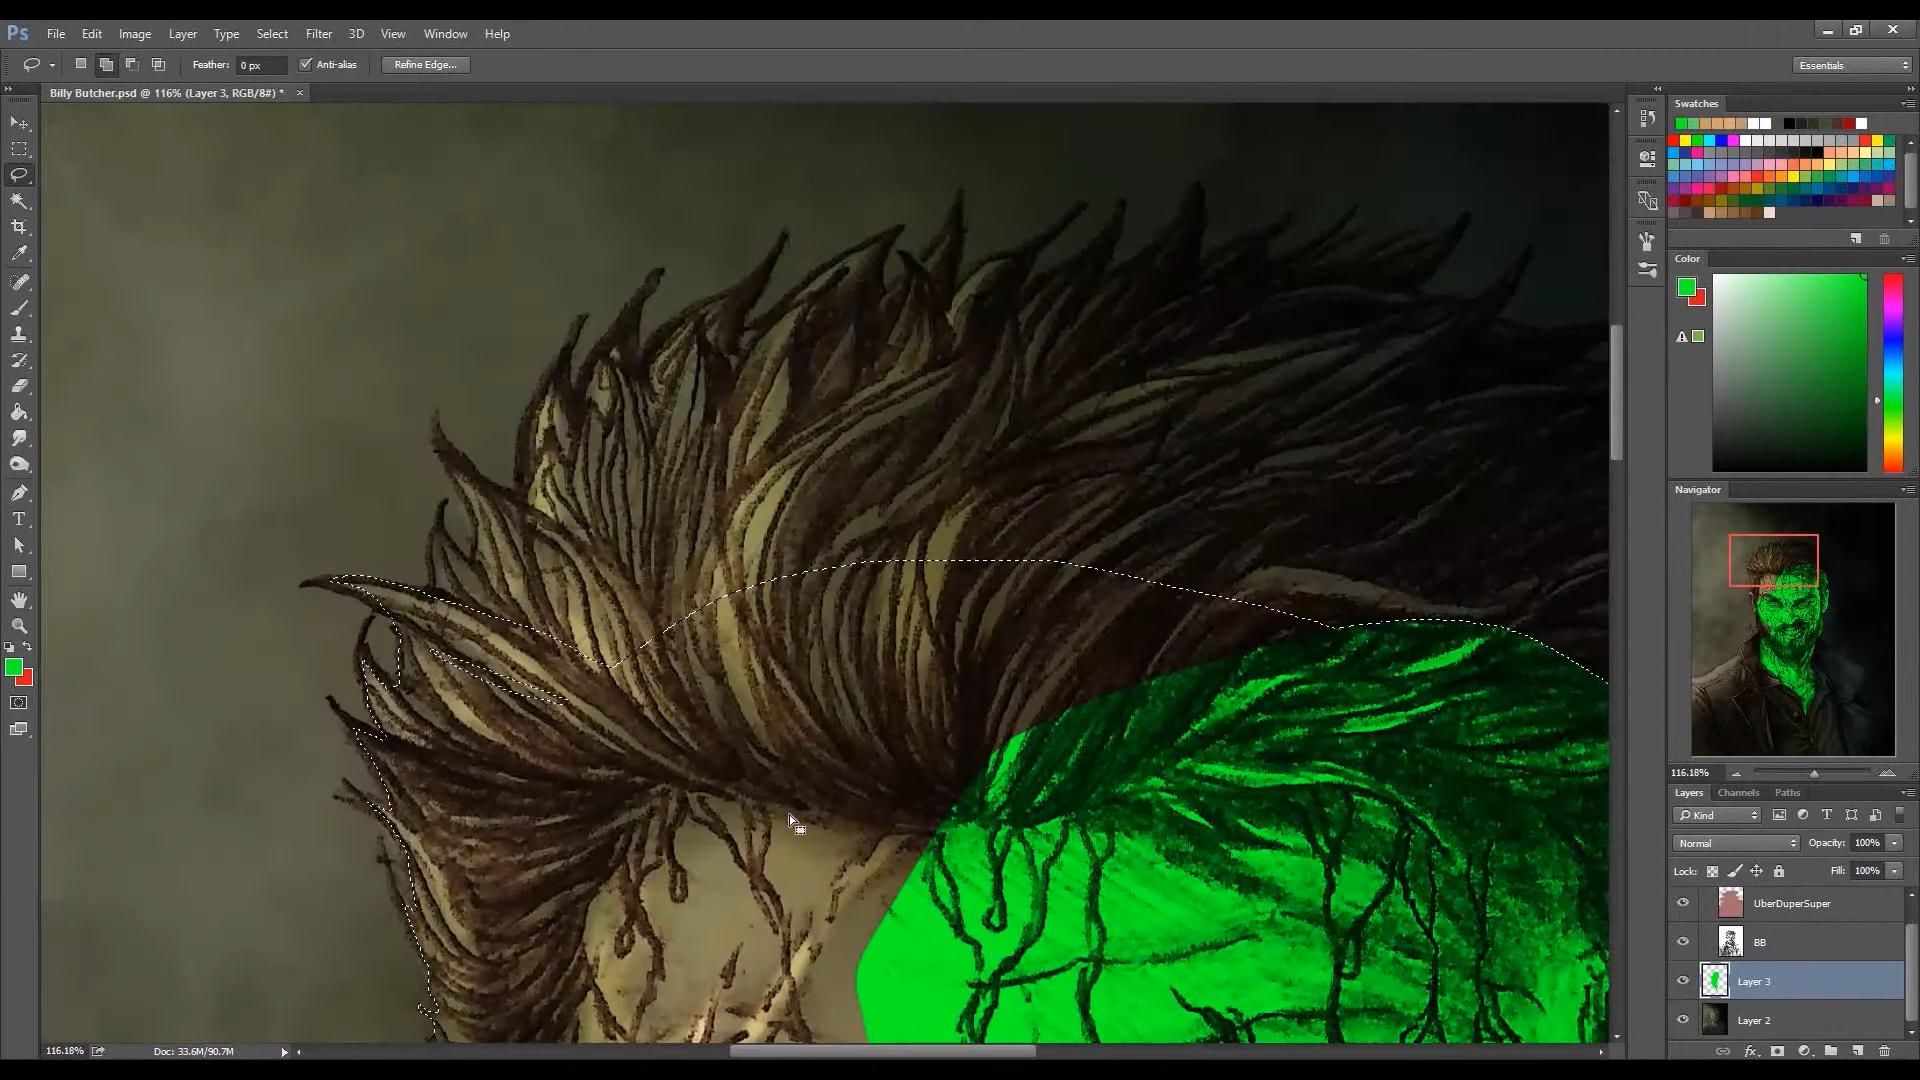 Ps File Edit Image Layer Type Select Filter 3D View Window Help
Feather: 0 px Anti-alias Refine Edge... Essentials
Billy Butcher.psd @ 116% (Layer 3, RGB/8#) * ×
Swatches
Color
Navigator
116.18%
Layers Channels Paths
Kind
Normal Opacity: 100%
Lock: Fill: 100%
UberDuperSuper
BB
Layer 3
Layer 2
116.18% Doc: 33.6M/90.7M